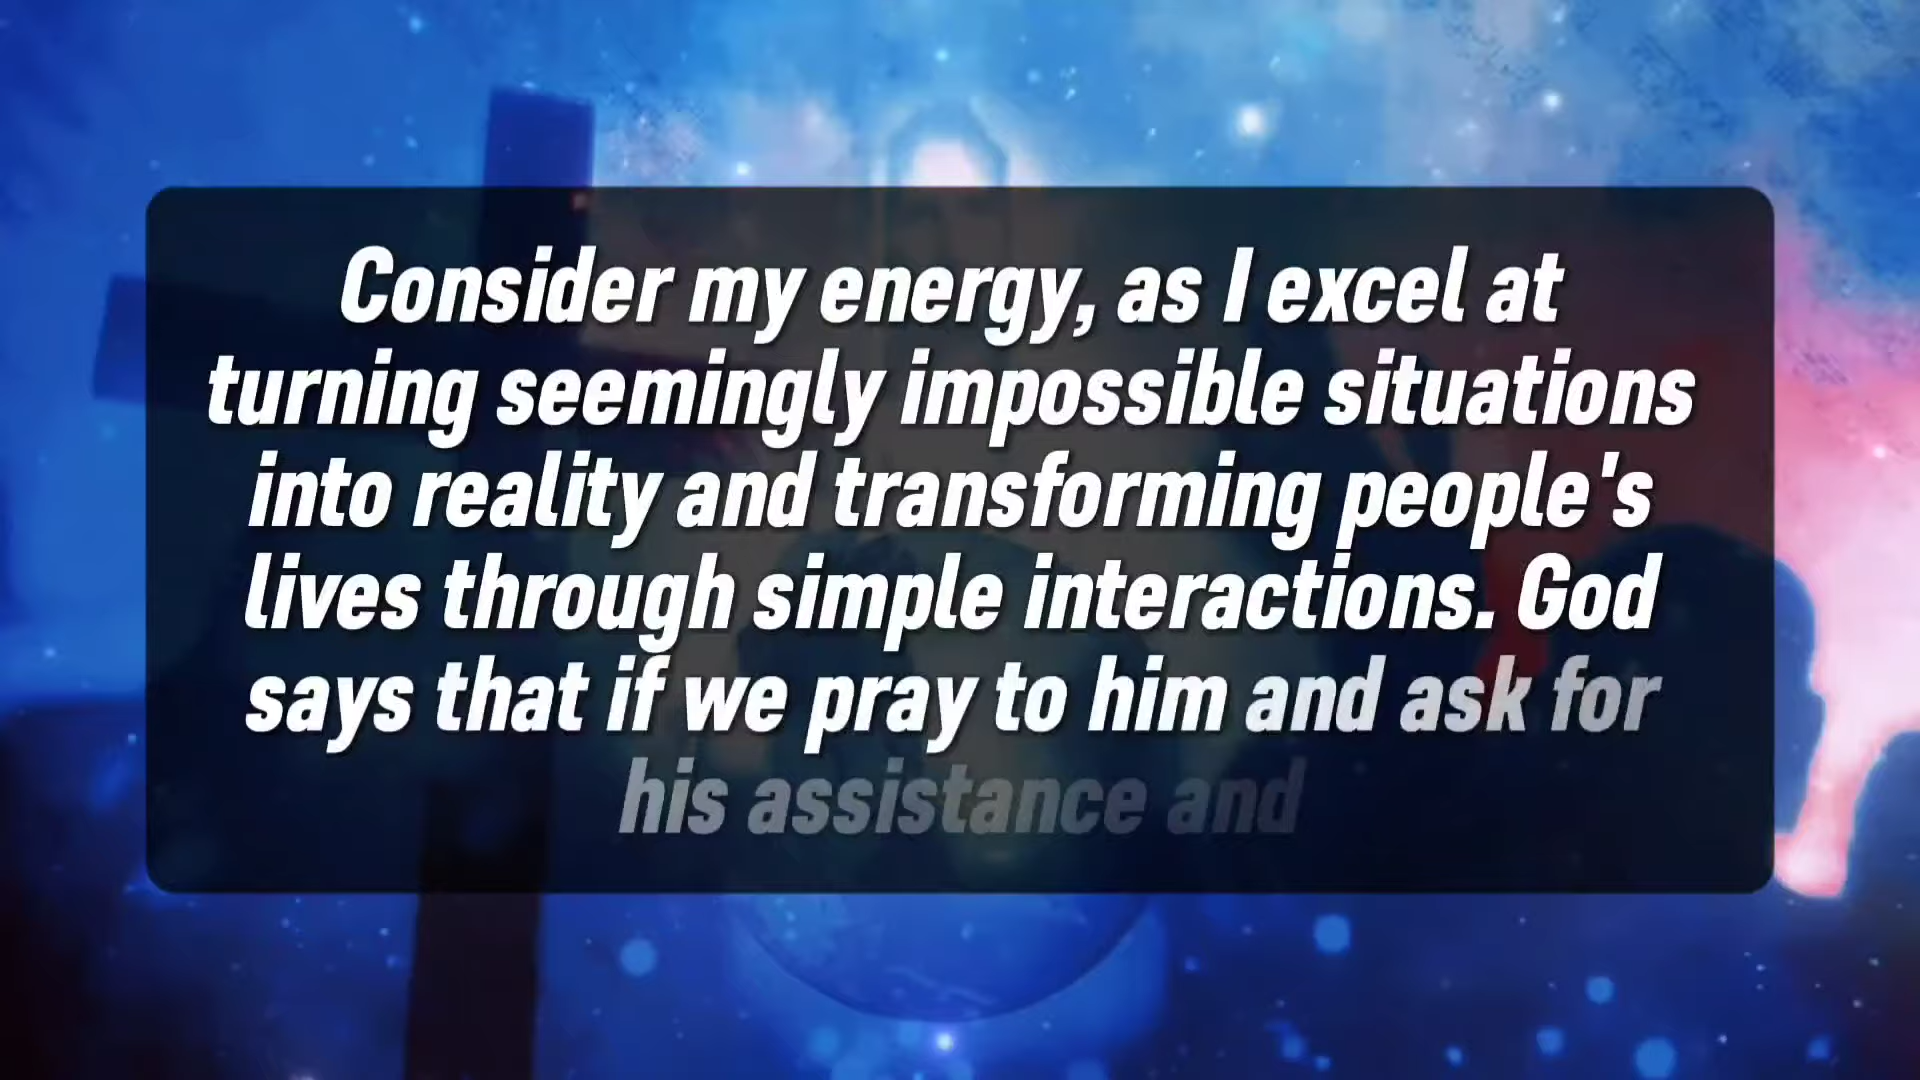 Consider my energy, as I excel at
turning seemingly impossible situations
into reality and transforming people's
lives through simple interactions. God
says that if we pray to him and ask for
his assistance and